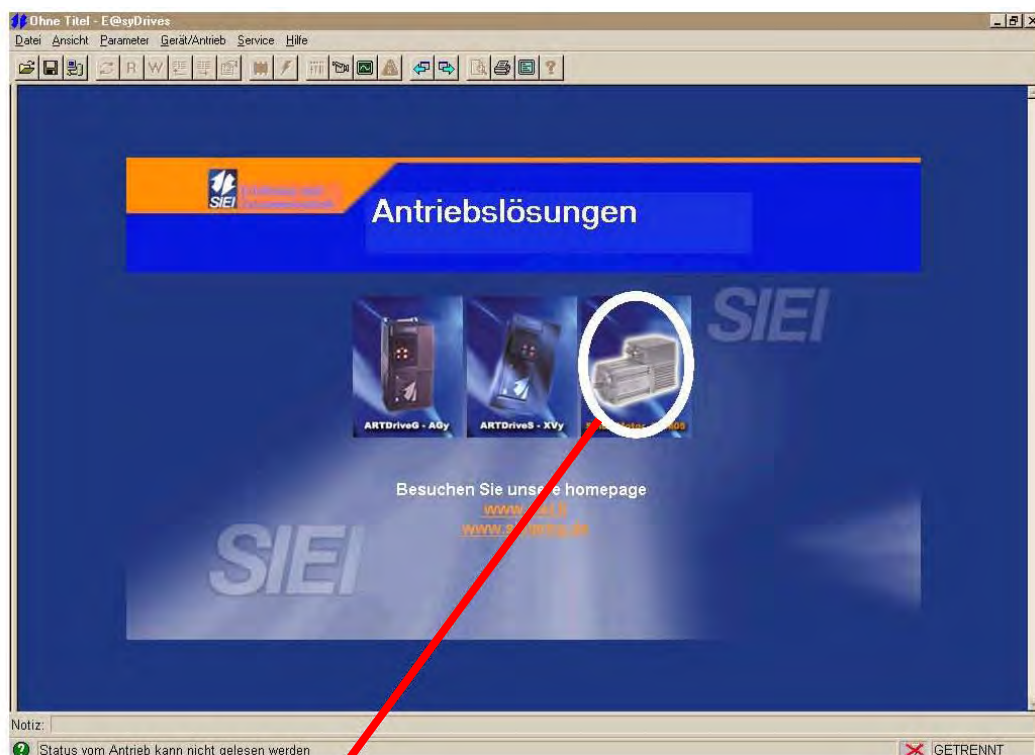 Ohne Titel - E@syDrives
Datei Ansicht Parameter Gerät/Antrieb Service Hilfe
R W
SIEI
Antriebslösungen
SIEI
ARTDriveG - AGy ARTDriveS - XVy
Besuchen Sie unsere homepage
SIEI
Notiz:
Status vom Antrieb kann nicht gelesen werden GETRENNT